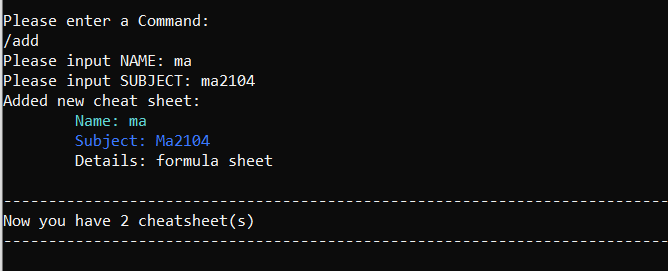 Please enter a Command:
/add
Please input NAME: ma
Please input SUBJECT: ma2104
Added new cheat sheet:
Name: ma
Subject: Ma2104
Details: formula sheet
--------------------------------------------------------------------------
Now you have 2 cheatsheet(s)
--------------------------------------------------------------------------